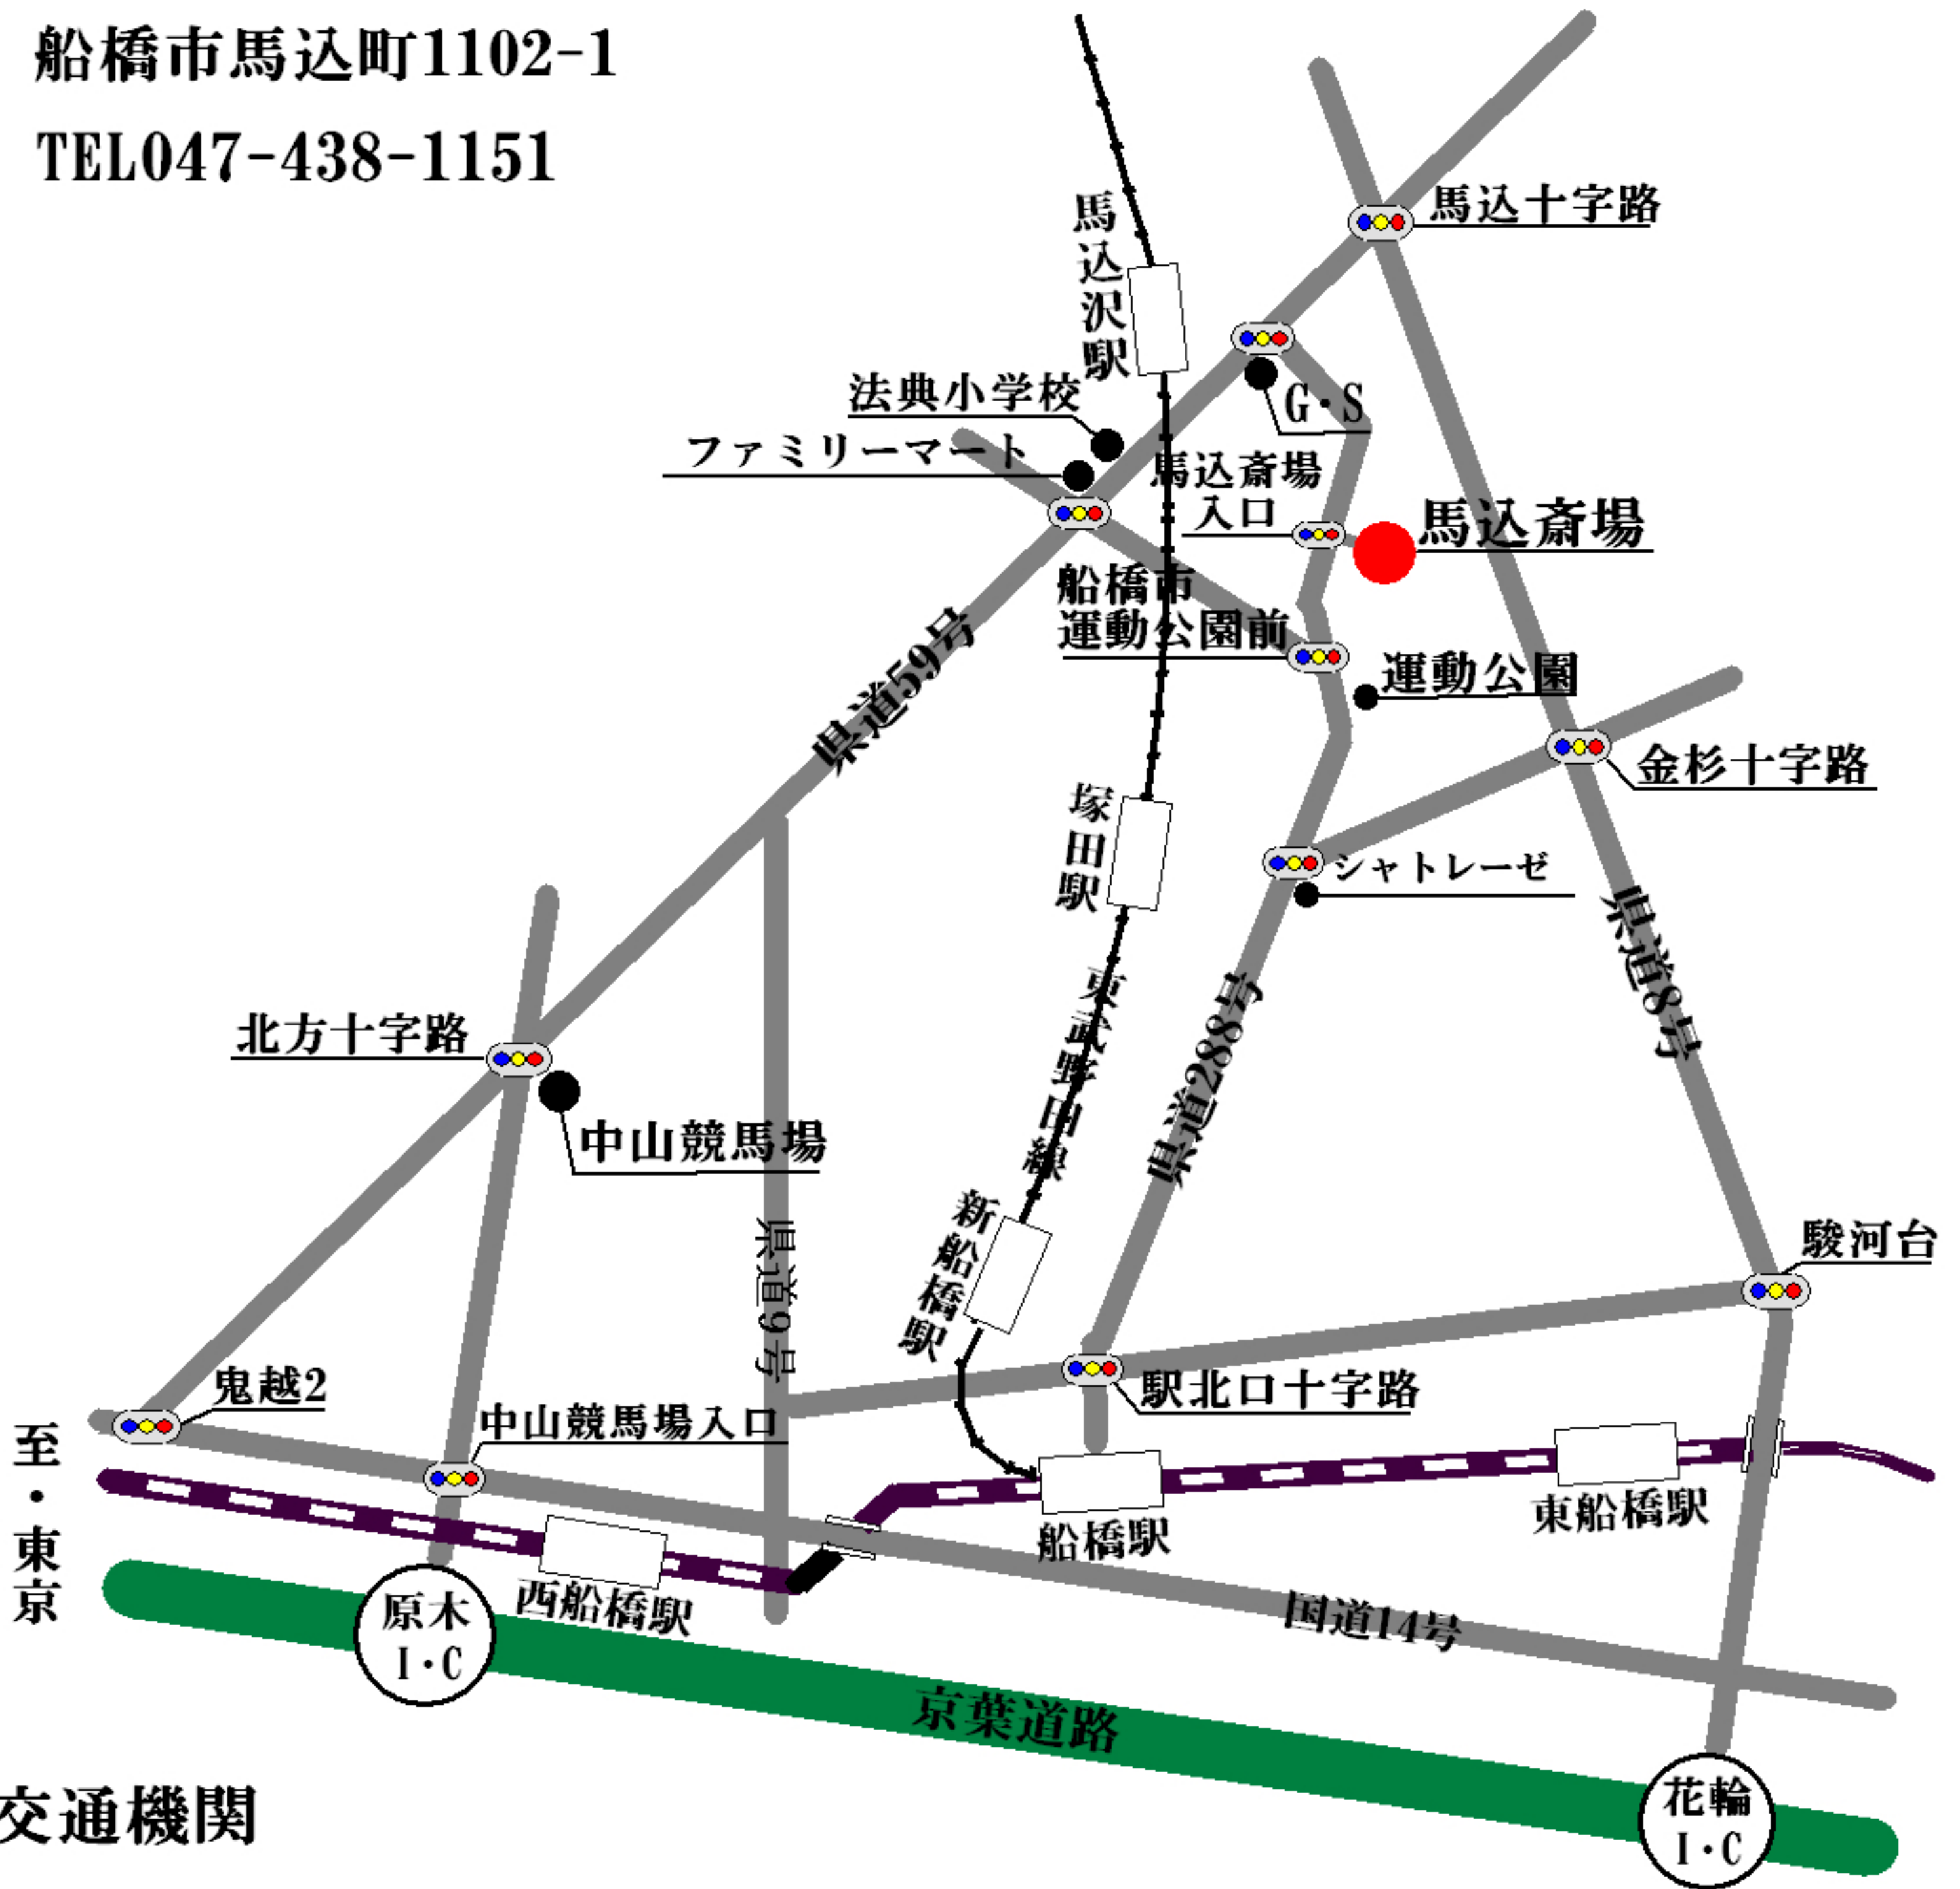 船橋市馬込町1102-1
TEL047-438-1151
馬込十字路
馬込沢駅
法典小学校
G・S
ファミリーマート
馬込斎場
入口
馬込斎場
船橋市
運動公園前
運動公園
県道59号
金杉十字路
塚田駅
シャトレーゼ
県道8号
東武野田線
県道288号
北方十字路
中山競馬場
新船橋駅
県道9号
駿河台
鬼越2
駅北口十字路
中山競馬場入口
至・東京
東船橋駅
船橋駅
西船橋駅
原木
I・C
国道14号
京葉道路
花輪
I・C
交通機関